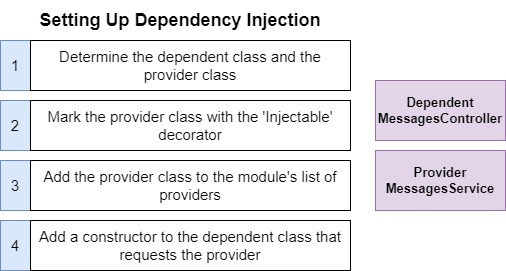 Setting Up Dependency Injection
1
Determine the dependent class and the
provider class
2
Mark the provider class with the 'Injectable'
decorator
3
Add the provider class to the module's list of
providers
4
Add a constructor to the dependent class that
requests the provider
Dependent
MessagesController
Provider
MessagesService